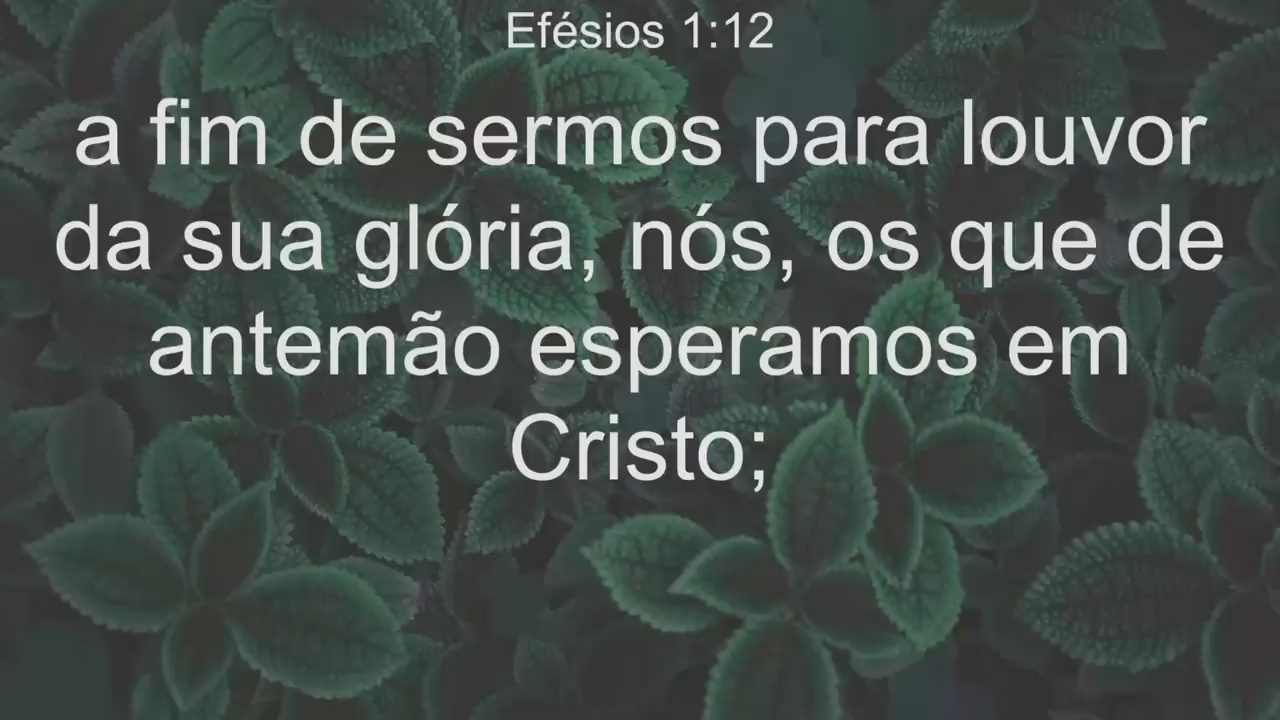 Efésios 1:12
a fim de sermos para louvor
da sua glória, nós, os que de
antemão esperamos em
Cristo;